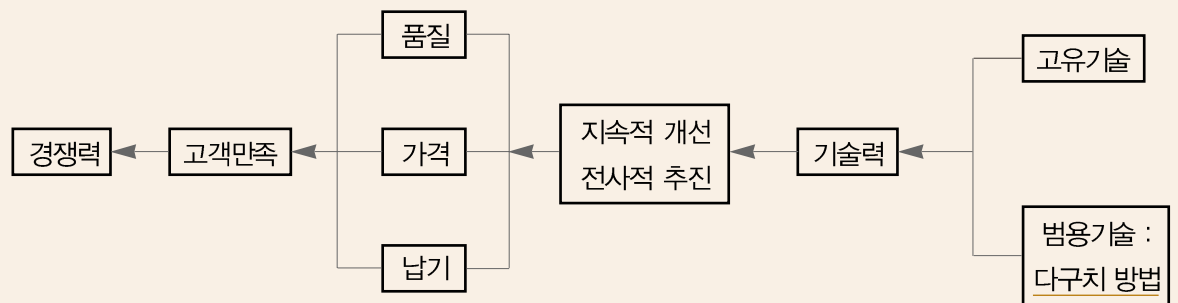 품질
고유기술
경쟁력
고객만족
가격
지속적 개선
전사적 추진
기술력
납기
범용기술 :
다구치 방법